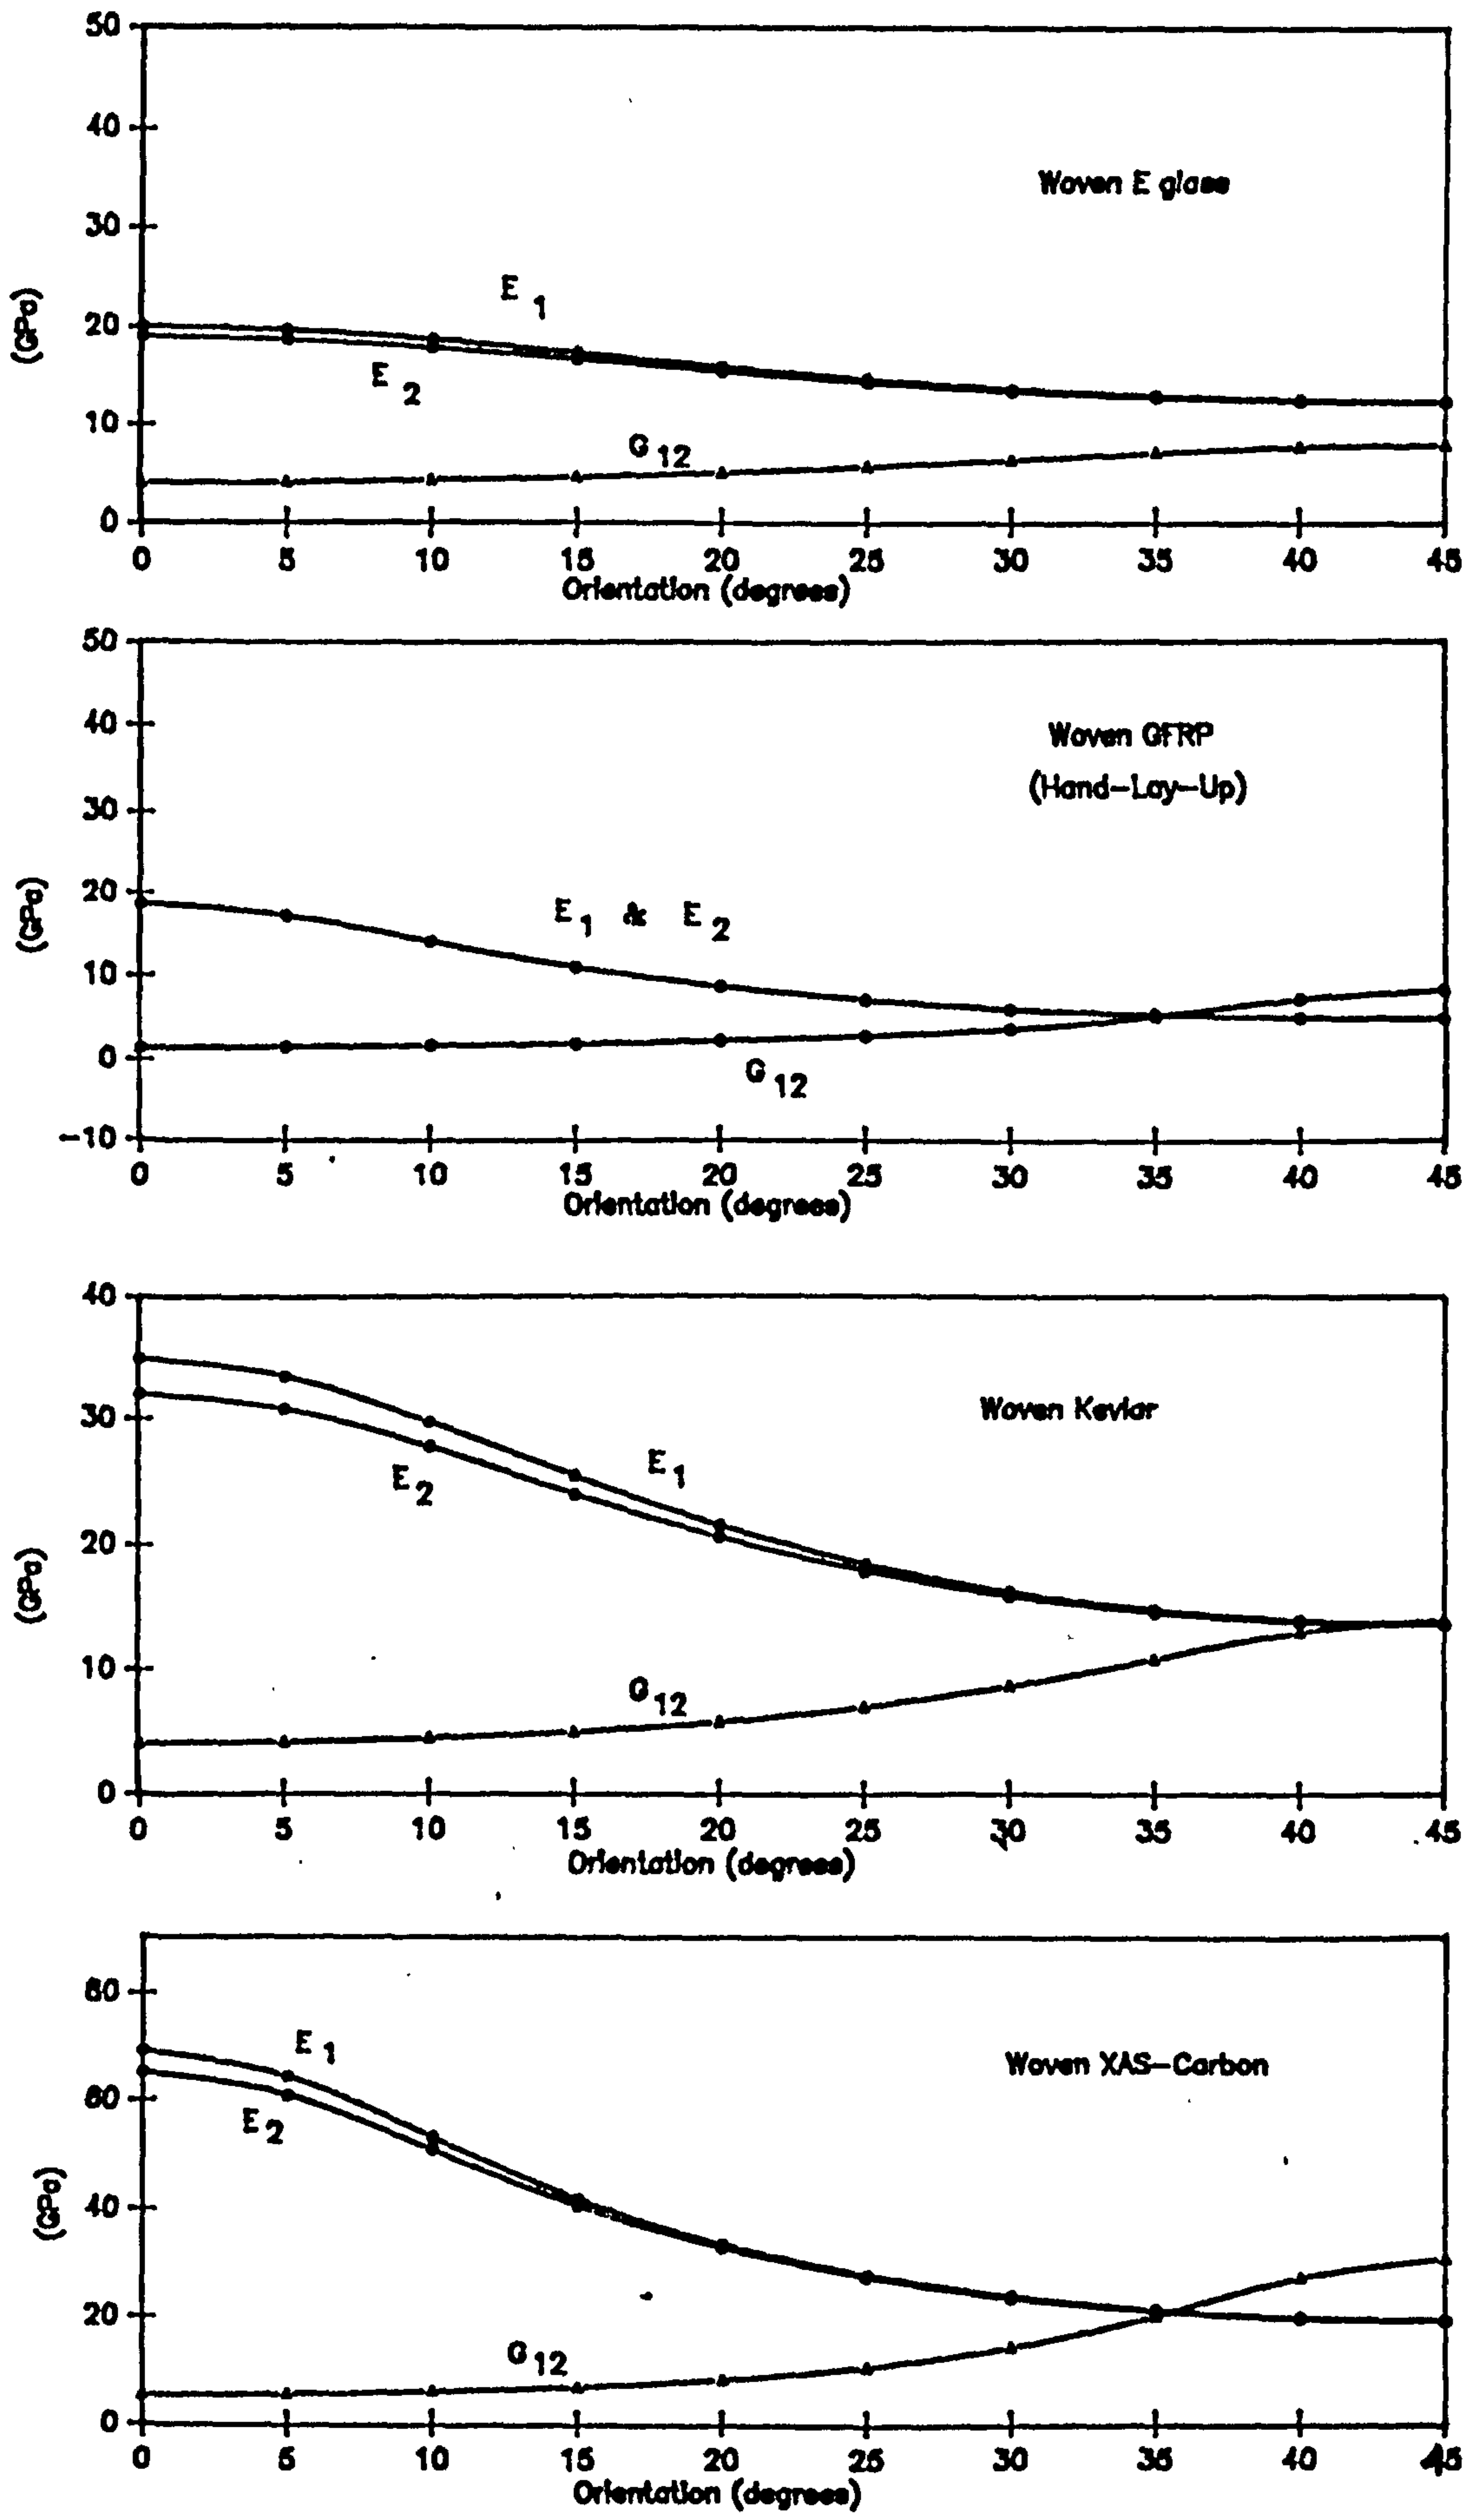 50
40
Woven E glass
30
E 1
(GPa)
20
E 2
10
G 12
0
0 5 10 15 20 25 30 35 40 45
Orientation (degrees)
50
40
Woven GFRP
(Hand-Lay-Up)
30
20
(GPa)
E 1 & E 2
10
0
G 12
-10
0 5 10 15 20 25 30 35 40 45
Orientation (degrees)
40
Woven Kevlar
30
E 1
E 2
20
(GPa)
10
G 12
0
0 5 10 15 20 25 30 35 40 45
Orientation (degrees)
80
E 1
Woven XAS-Carbon
60
E 2
(GPa)
40
20
G 12
0
0 5 10 15 20 25 30 35 40 45
Orientation (degrees)